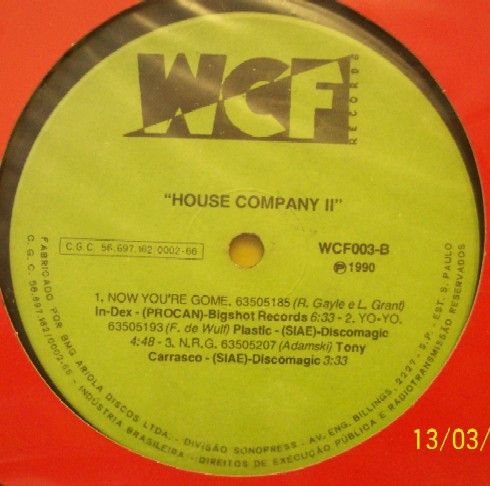 WCF
RECORDS
"HOUSE COMPANY II"
C.G.C. 56.697.162/0002-66
WCF003-B
℗ 1990
1. NOW YOU'RE GOME. 63505185 (R. Gayle e L. Grant)
In-Dex - (PROCAN)-Bigshot Records 6:33 - 2. YO-YO.
63505193 (F. de Wulf) Plastic - (SIAE)-Discomagic
4:48 - 3. N.R.G. 63505207 (Adamski) Tony
Carrasco - (SIAE)-Discomagic 3:33
FABRICADO POR BMG ARIOLA DISCOS LTDA. - DIVISÃO SONOPRESS - AV. ENG. BILLINGS, 2227 - S.P. - EST. S. PAULO
C.G.C. 56.697.162/0002-66 - INDÚSTRIA BRASILEIRA - DIREITOS DE EXECUÇÃO PÚBLICA E RADIOTRANSMISSÃO RESERVADOS
13/03/